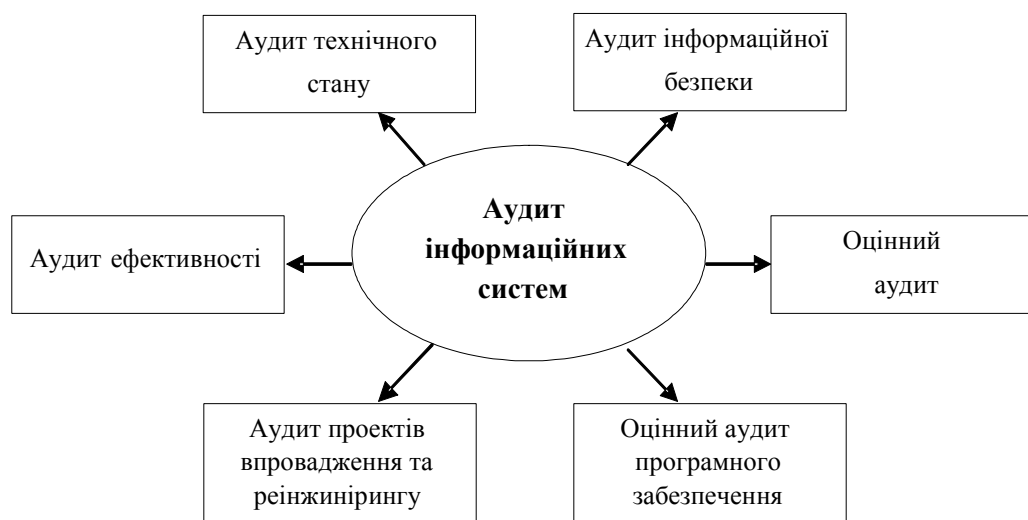 Аудит технічного
стану
Аудит інформаційної
безпеки
Аудит ефективності
Аудит
інформаційних
систем
Оцінний
аудит
Аудит проектів
впровадження та
реінжинірингу
Оцінний аудит
програмного
забезпечення